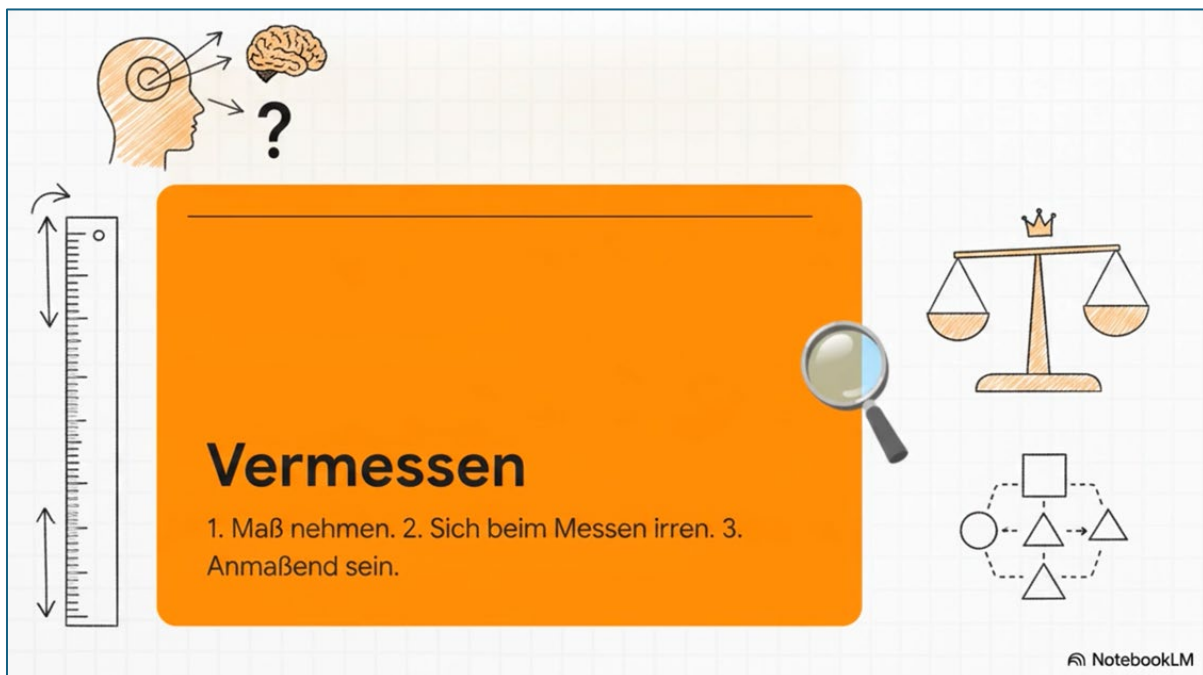 ?
Vermessen
1. Maß nehmen. 2. Sich beim Messen irren. 3.
Anmaßend sein.
NotebookLM